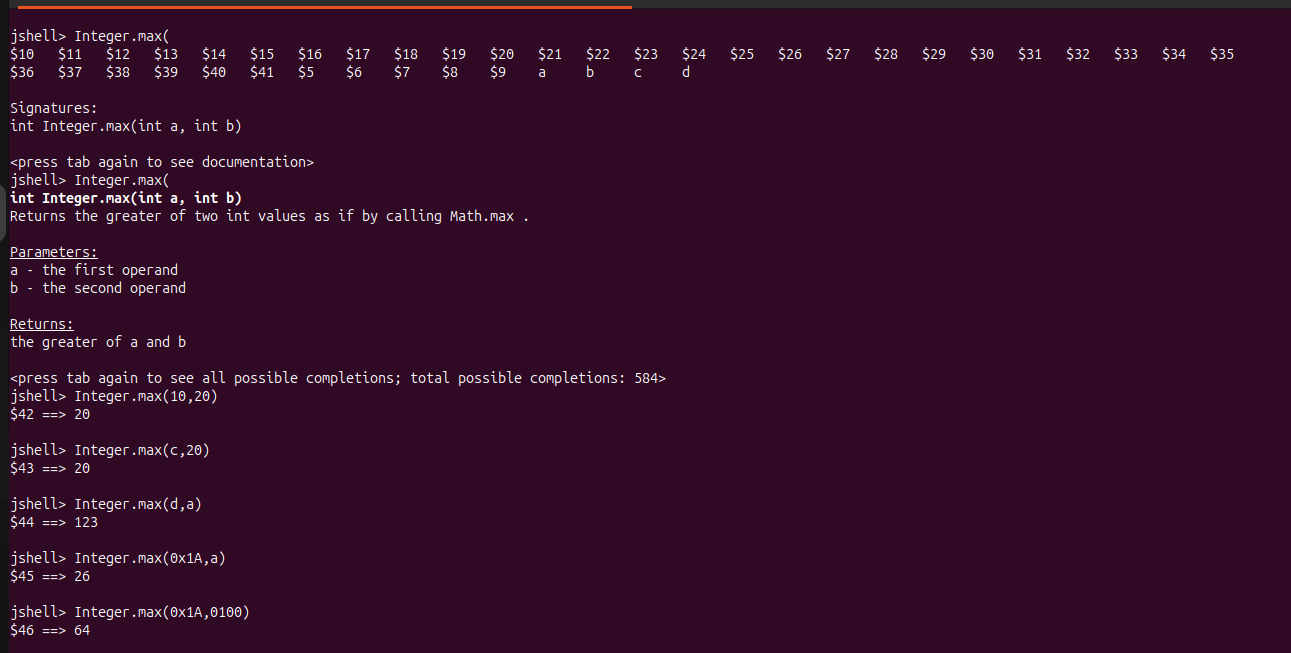 jshell> Integer.max(
$10 $11 $12 $13 $14 $15 $16 $17 $18 $19 $20 $21 $22 $23 $24 $25 $26 $27 $28 $29 $30 $31 $32 $33 $34 $35
$36 $37 $38 $39 $40 $41 $5 $6 $7 $8 $9 a b c d
Signatures:
int Integer.max(int a, int b)
<press tab again to see documentation>
jshell> Integer.max(
int Integer.max(int a, int b)
Returns the greater of two int values as if by calling Math.max .
Parameters:
a - the first operand
b - the second operand
Returns:
the greater of a and b
<press tab again to see all possible completions; total possible completions: 584>
jshell> Integer.max(10,20)
$42 ==> 20
jshell> Integer.max(c,20)
$43 ==> 20
jshell> Integer.max(d,a)
$44 ==> 123
jshell> Integer.max(0x1A,a)
$45 ==> 26
jshell> Integer.max(0x1A,0100)
$46 ==> 64